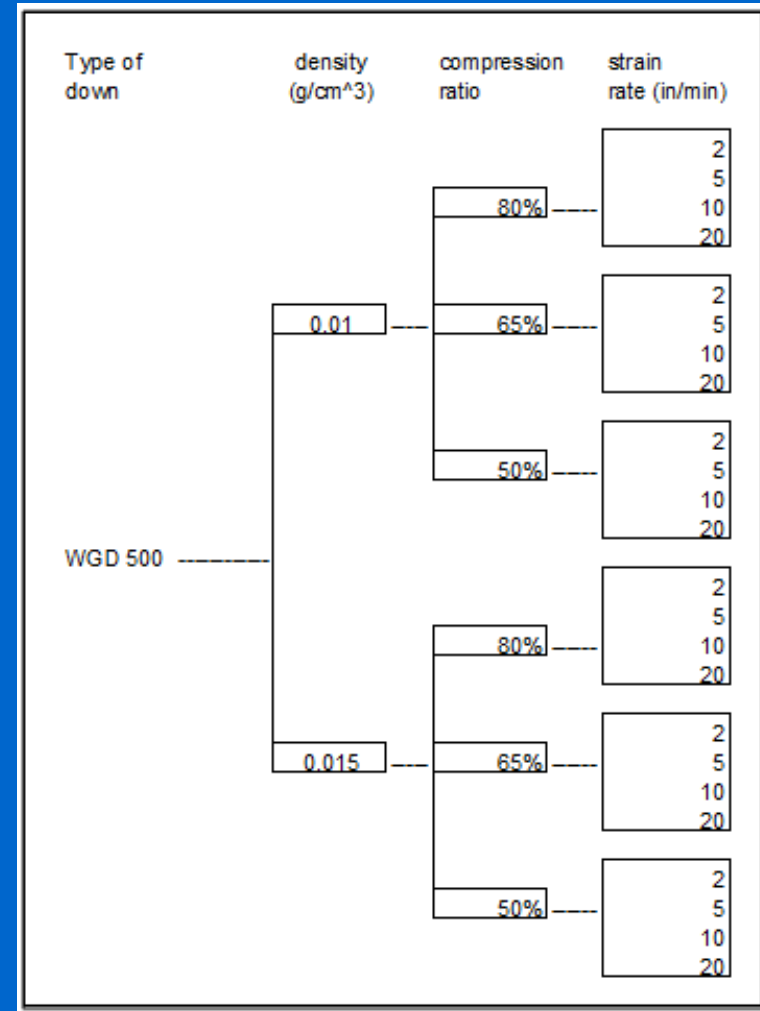 Type of density compression strain
down (g/cm^3) ratio rate (in/min)
2
5
80% ------ 10
20
2
0.01 ----- 65% ------ 5
10
20
2
50% ------ 5
10
20
WGD 500 ------------
2
5
80% ------ 10
20
2
0.015 ----- 65% ------ 5
10
20
2
50% ------ 5
10
20